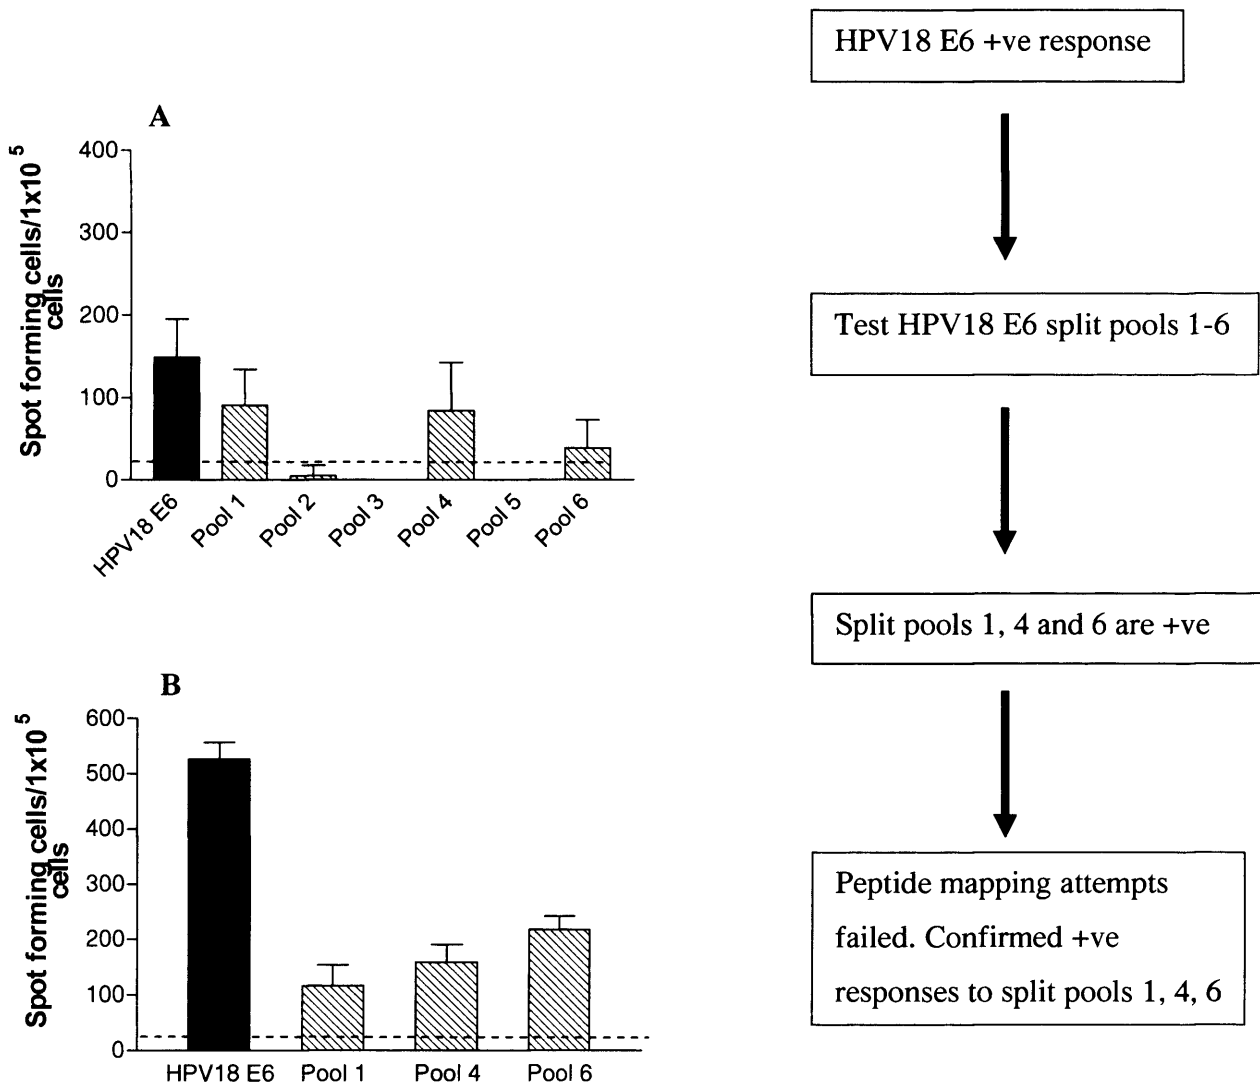 A
Spot forming cells/1x10 5
cells
400
300
200
100
0
HPV18 E6
Pool 1
Pool 2
Pool 3
Pool 4
Pool 5
Pool 6
B
Spot forming cells/1x10 5
cells
600
500
400
300
200
100
0
HPV18 E6
Pool 1
Pool 4
Pool 6
HPV18 E6 +ve response
Test HPV18 E6 split pools 1-6
Split pools 1, 4 and 6 are +ve
Peptide mapping attempts
failed. Confirmed +ve
responses to split pools 1, 4, 6